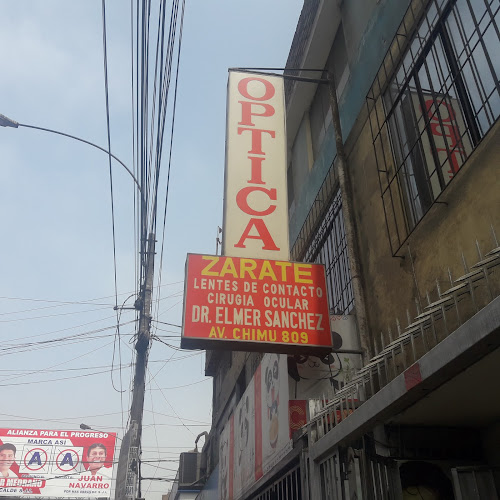 OPTICA
ZARATE
LENTES DE CONTACTO
CIRUGIA OCULAR
DR. ELMER SANCHEZ
AV. CHIMU 809
ALIANZA PARA EL PROGRESO
MARCA ASI
A A
JUAN
NAVARRO